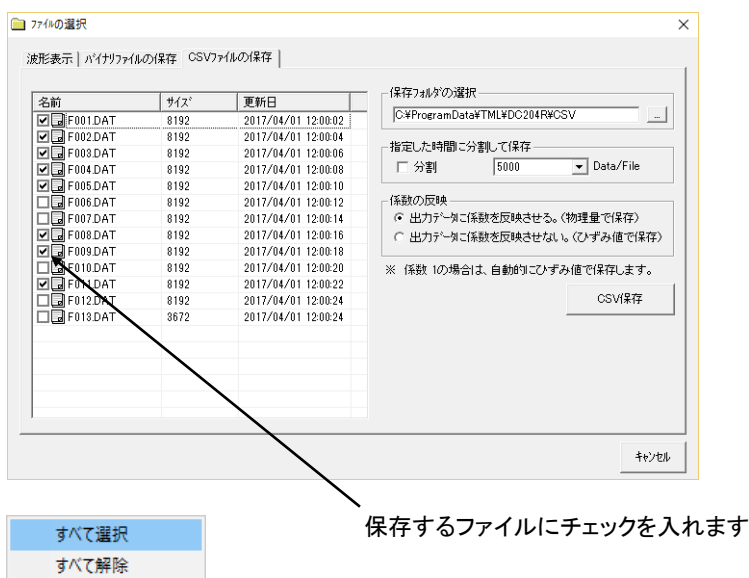 ファイルの選択
波形表示 バイナリファイルの保存 CSVファイルの保存
名前 サイズ 更新日
F001.DAT 8192 2017/04/01 12:00:02
F002.DAT 8192 2017/04/01 12:00:04
F003.DAT 8192 2017/04/01 12:00:06
F004.DAT 8192 2017/04/01 12:00:08
F005.DAT 8192 2017/04/01 12:00:10
F006.DAT 8192 2017/04/01 12:00:12
F007.DAT 8192 2017/04/01 12:00:14
F008.DAT 8192 2017/04/01 12:00:16
F009.DAT 8192 2017/04/01 12:00:18
F010.DAT 8192 2017/04/01 12:00:20
F011.DAT 8192 2017/04/01 12:00:22
F012.DAT 8192 2017/04/01 12:00:24
F013.DAT 3672 2017/04/01 12:00:24
保存フォルダの選択
C:¥ProgramData¥TML¥DC204R¥CSV ...
指定した時間に分割して保存
分割 5000 Data/File
係数の反映
出力データに係数を反映させる。(物理量で保存)
出力データに係数を反映させない。(ひずみ値で保存)
※ 係数 1の場合は、自動的にひずみ値で保存します。
CSV保存
キャンセル
保存するファイルにチェックを入れます
すべて選択
すべて解除